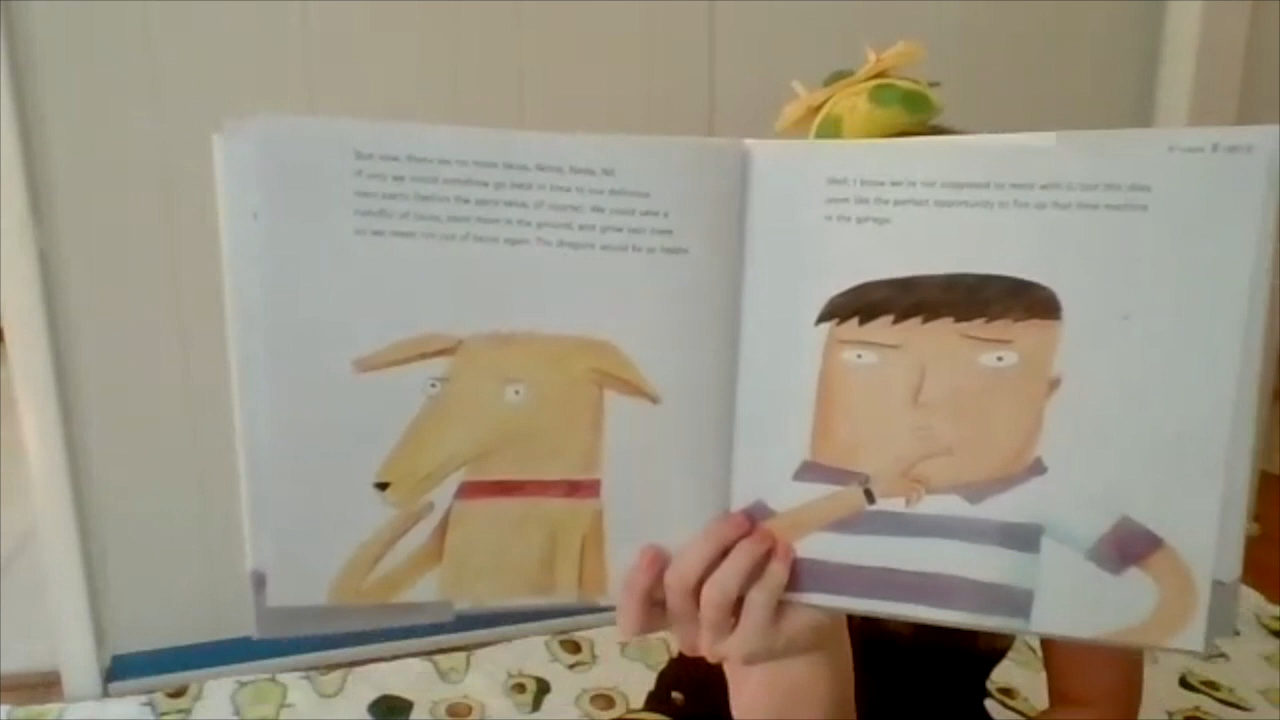 But now, there are no more tacos. None. Nada. Nil.
If only we could somehow go back in time to our delicious
taco party (before the party salsa, of course). We could take a
of tacos, plant them in the ground, and grow taco trees
so we never run out of tacos again. The dragons would be so happy.
Well, I know we're not supposed to mess with it, but this does
seem like the perfect opportunity to fire up that time machine
in the garage.